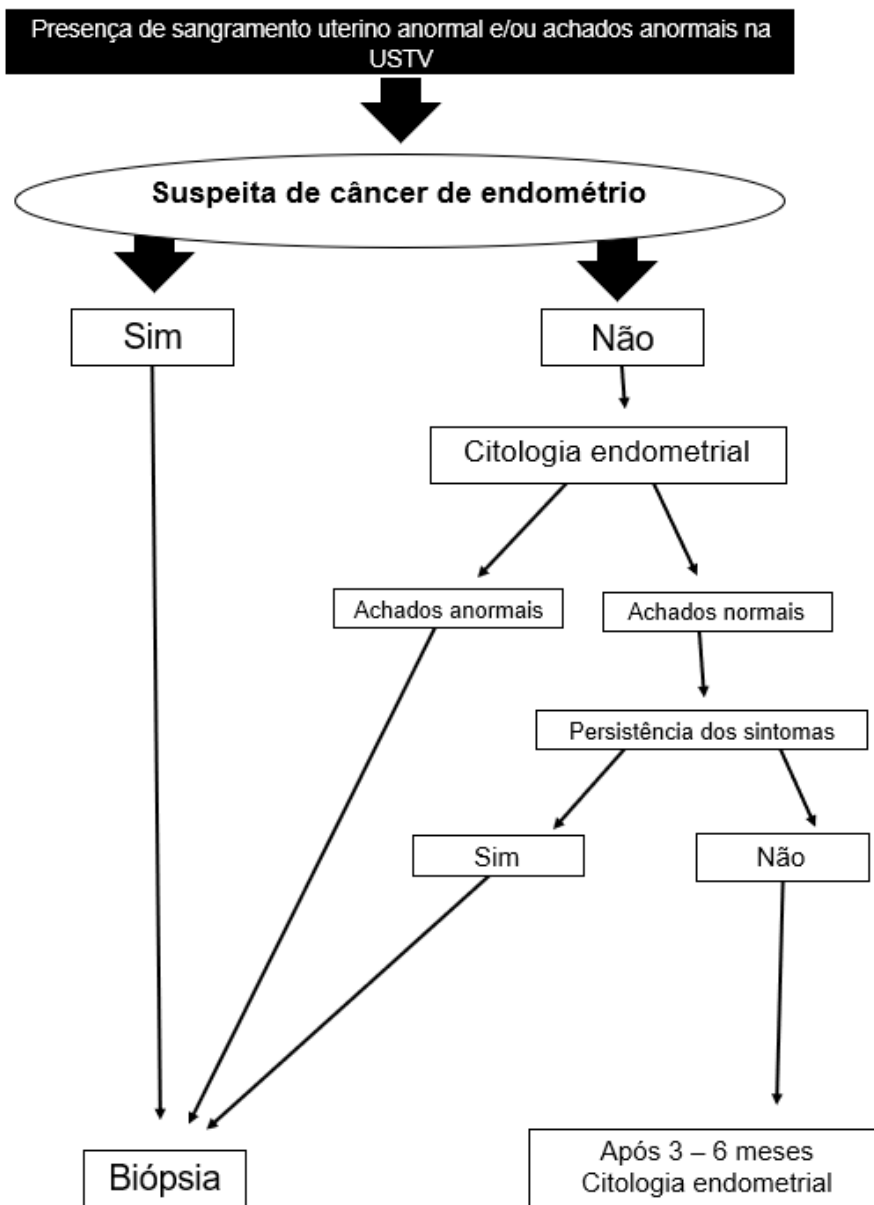 Presença de sangramento uterino anormal e/ou achados anormais na
USTV
Suspeita de câncer de endométrio
Sim
Não
Citologia endometrial
Achados anormais
Achados normais
Persistência dos sintomas
Sim
Não
Biópsia
Após 3 – 6 meses
Citologia endometrial